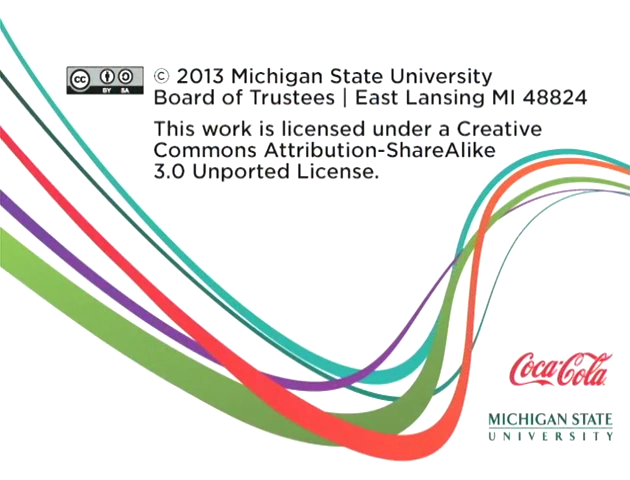 © 2013 Michigan State University
Board of Trustees | East Lansing MI 48824
This work is licensed under a Creative
Commons Attribution-ShareAlike
3.0 Unported License.
cc BY SA
Coca-Cola
MICHIGAN STATE
UNIVERSITY